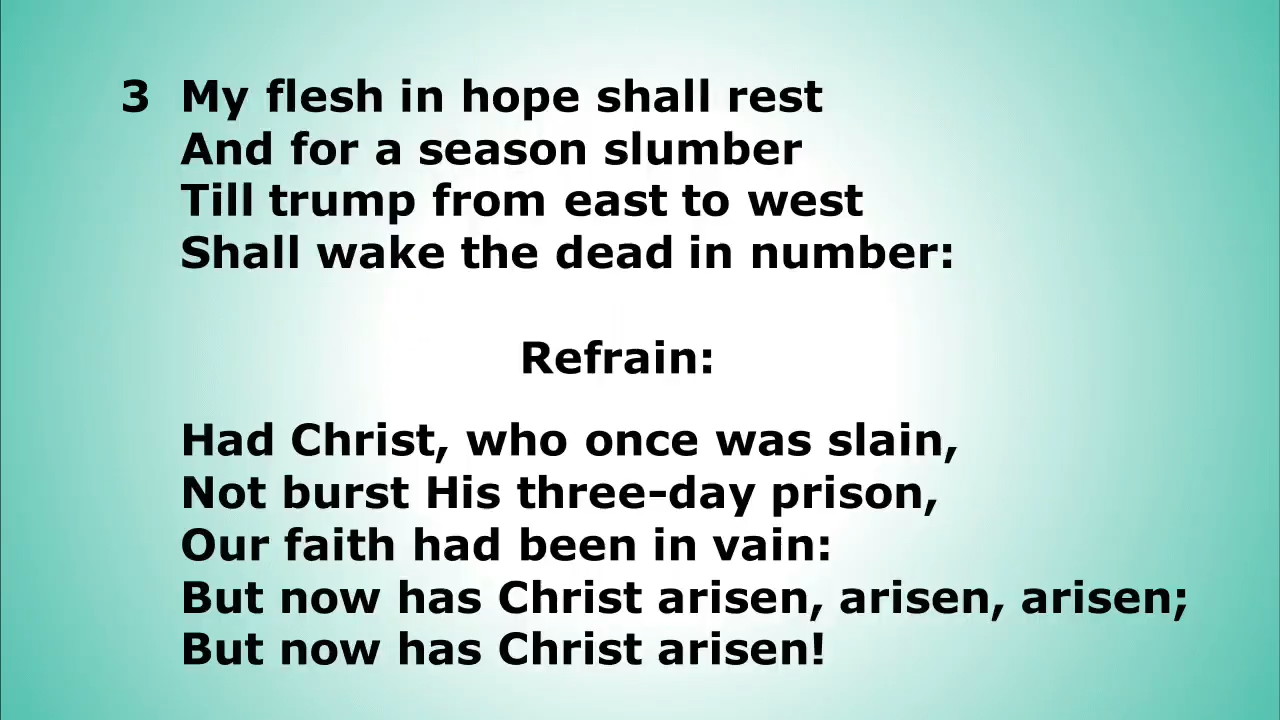 3 My flesh in hope shall rest
And for a season slumber
Till trump from east to west
Shall wake the dead in number:
Refrain:
Had Christ, who once was slain,
Not burst His three-day prison,
Our faith had been in vain:
But now has Christ arisen, arisen, arisen;
But now has Christ arisen!